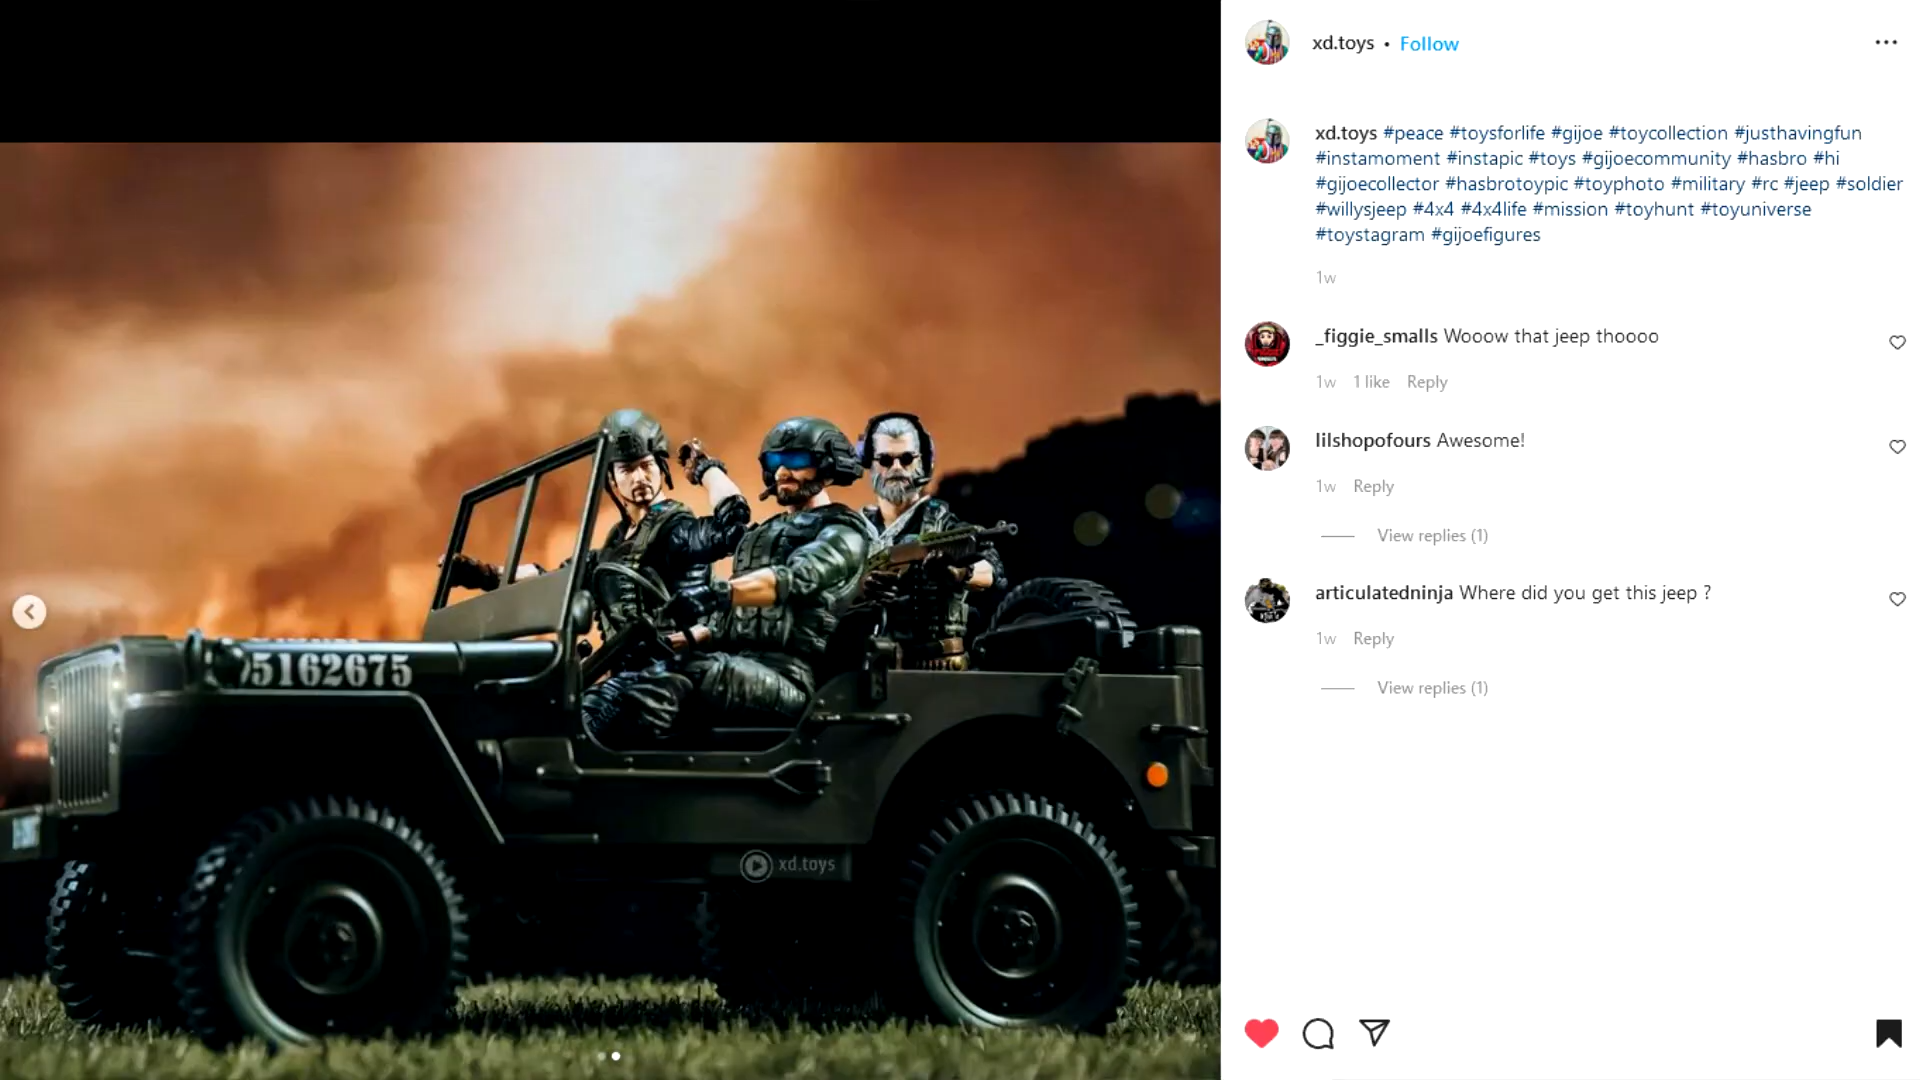 xd.toys • Follow
xd.toys #peace #toysforlife #gijoe #toycollection #justhavingfun
#instamoment #instapic #toys #gijoecommunity #hasbro #hi
#gijoecollector #hasbrotoypic #toyphoto #military #rc #jeep #soldier
#willysjeep #4x4 #4x4life #mission #toyhunt #toyuniverse
#toystagram #gijoefigures
1w
_figgie_smalls Wooow that jeep thoooo
1w 1 like Reply
lilshopofours Awesome!
1w Reply
View replies (1)
articulatedninja Where did you get this jeep ?
1w Reply
View replies (1)
5162675
xd.toys